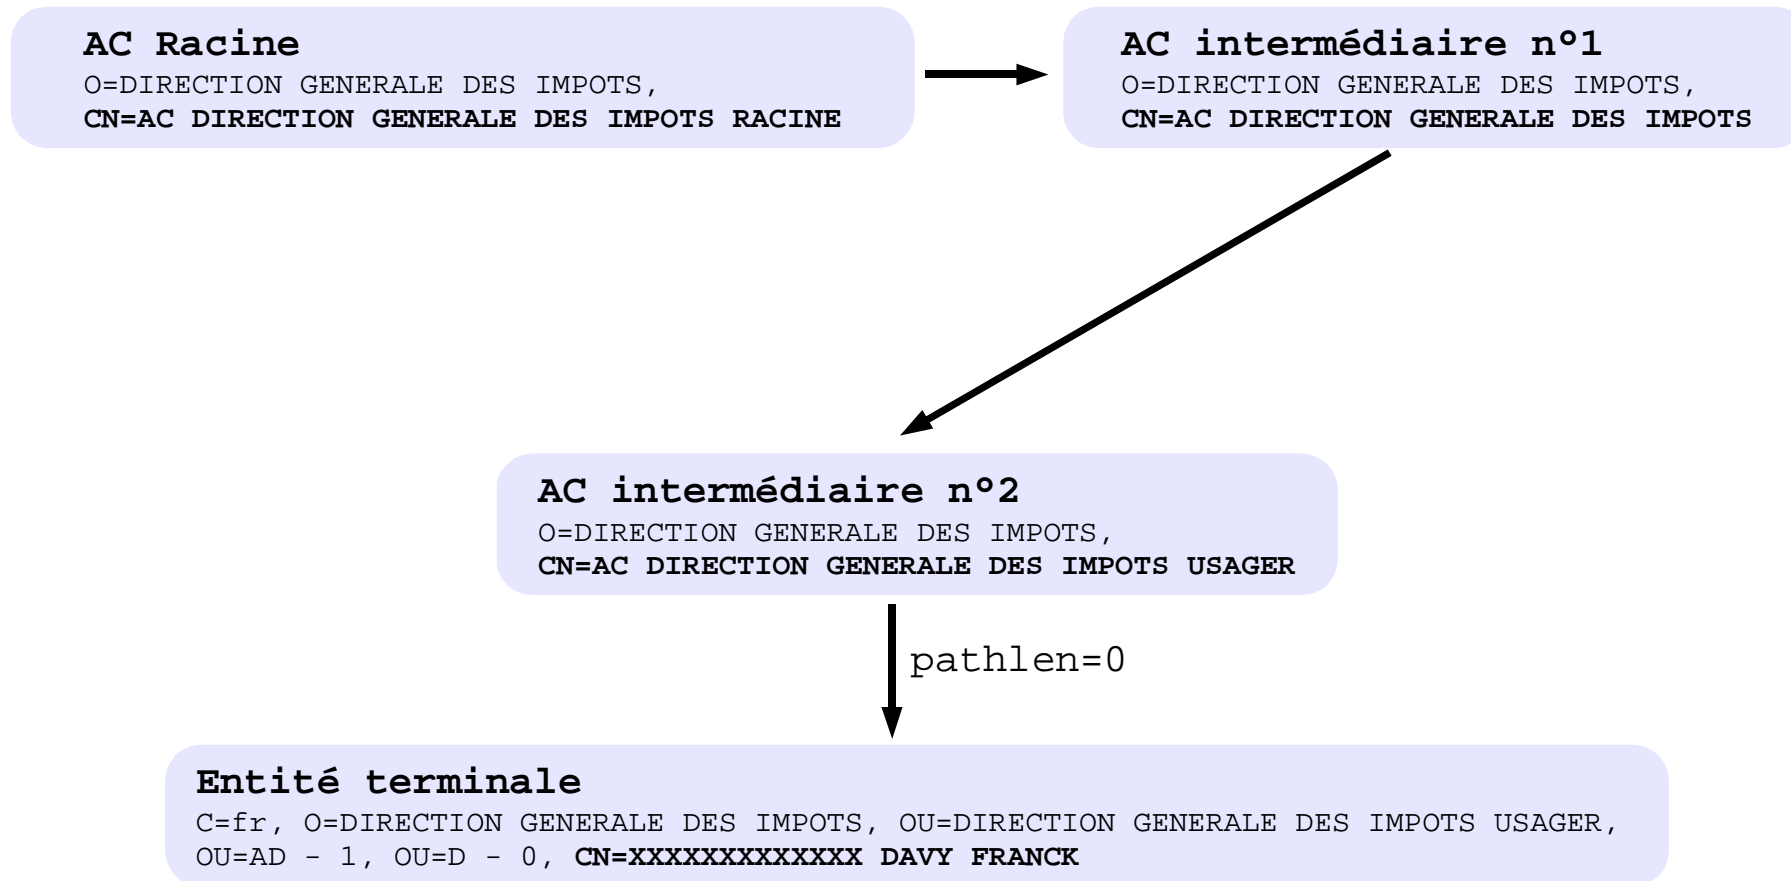 AC Racine
O=DIRECTION GENERALE DES IMPOTS,
CN=AC DIRECTION GENERALE DES IMPOTS RACINE
AC intermédiaire nº1
O=DIRECTION GENERALE DES IMPOTS,
CN=AC DIRECTION GENERALE DES IMPOTS
AC intermédiaire nº2
O=DIRECTION GENERALE DES IMPOTS,
CN=AC DIRECTION GENERALE DES IMPOTS USAGER
pathlen=0
Entité terminale
C=fr, O=DIRECTION GENERALE DES IMPOTS, OU=DIRECTION GENERALE DES IMPOTS USAGER,
OU=AD - 1, OU=D - 0, CN=XXXXXXXXXXXXX DAVY FRANCK